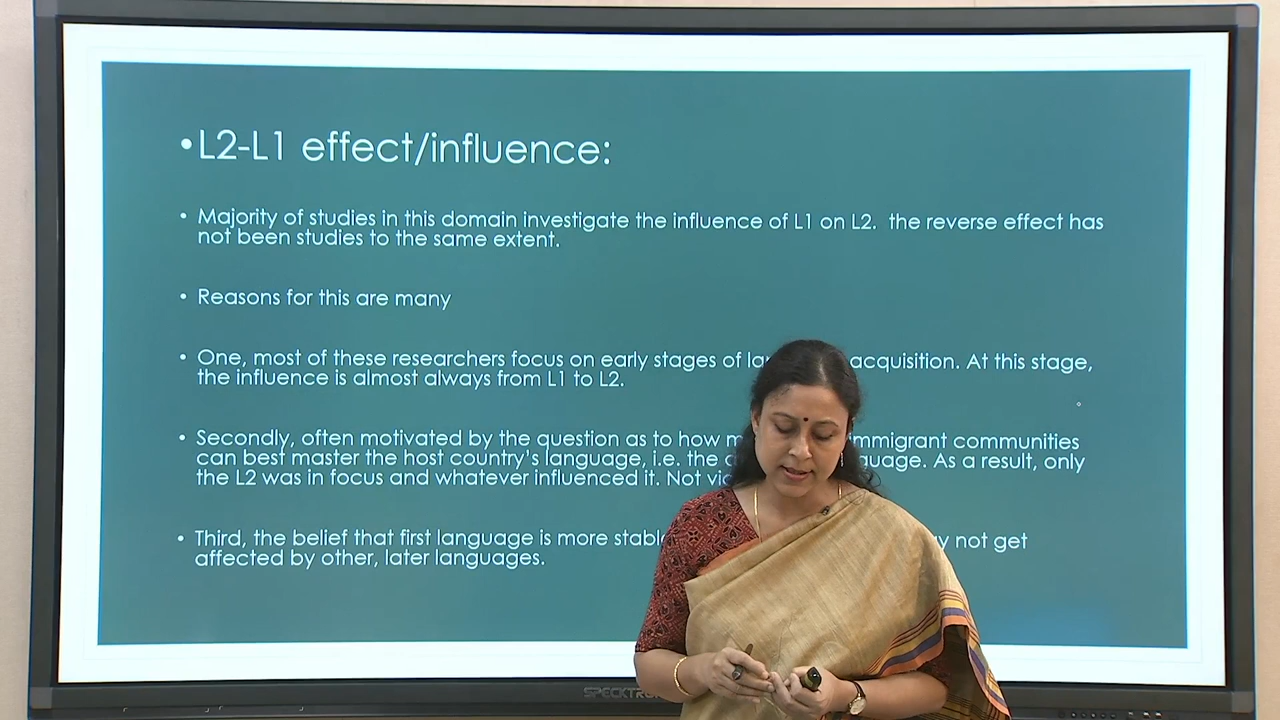 •L2-L1 effect/influence:
• Majority of studies in this domain investigate the influence of L1 on L2.  the reverse effect has
not been studies to the same extent.
• Reasons for this are many
• One, most of these researchers focus on early stages of acquisition. At this stage,
the influence is almost always from L1 to L2.
• Secondly, often motivated by the question as to how immigrant communities
can best master the host country's language, i.e. the As a result, only
the L2 was in focus and whatever influenced it. Not
• Third, the belief that first language is more not get
affected by other, later languages.